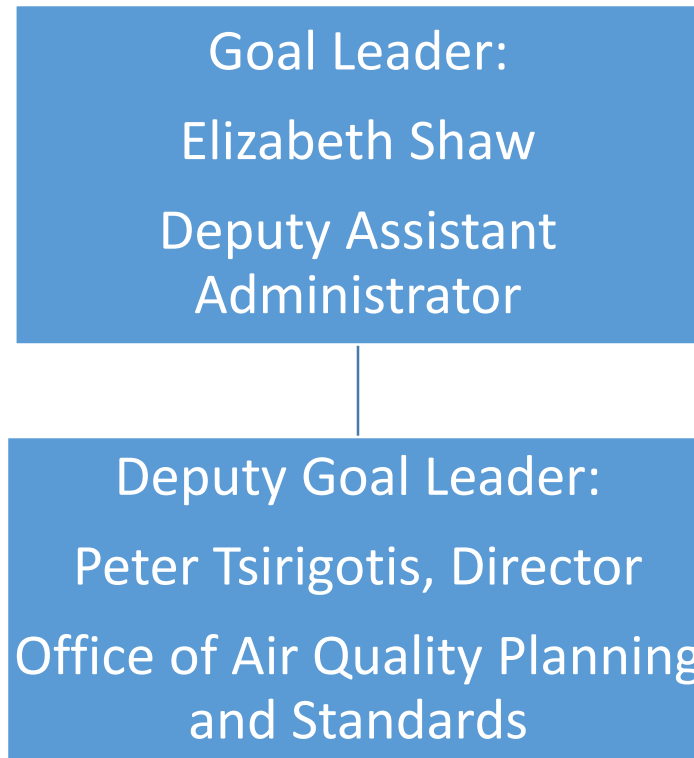 Goal Leader:
Elizabeth Shaw
Deputy Assistant
Administrator
Deputy Goal Leader:
Peter Tsirigotis, Director
Office of Air Quality Planning
and Standards